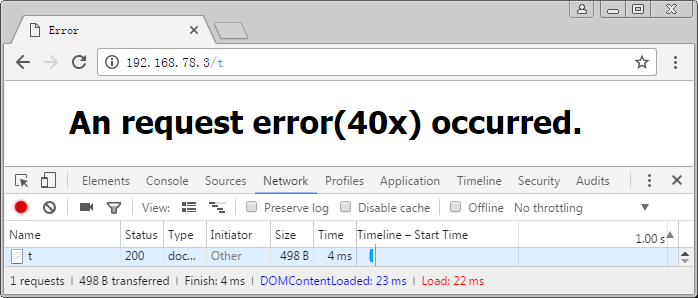 Error
192.168.78.3/t
An request error(40x) occurred.
Elements Console Sources Network Profiles Application Timeline Security Audits
View: Preserve log Disable cache Offline No throttling
Name Status Type Initiator Size Time Timeline – Start Time 1.00 s
t 200 doc... Other 498 B 4 ms
1 requests | 498 B transferred | Finish: 4 ms | DOMContentLoaded: 23 ms | Load: 22 ms